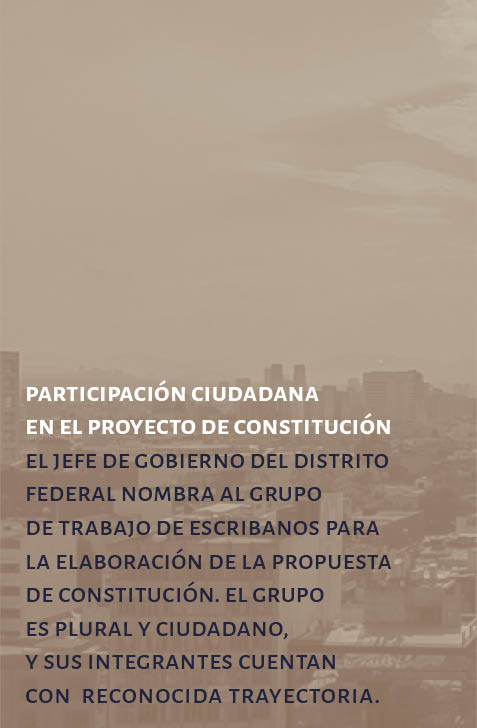 PARTICIPACIÓN CIUDADANA
EN EL PROYECTO DE CONSTITUCIÓN
EL JEFE DE GOBIERNO DEL DISTRITO
FEDERAL NOMBRA AL GRUPO
DE TRABAJO DE ESCRIBANOS PARA
LA ELABORACIÓN DE LA PROPUESTA
DE CONSTITUCIÓN. EL GRUPO
ES PLURAL Y CIUDADANO,
Y SUS INTEGRANTES CUENTAN
CON RECONOCIDA TRAYECTORIA.